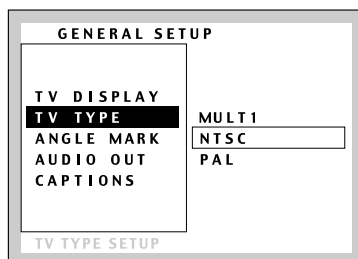 GENERAL SETUP
TV DISPLAY
TV TYPE MULT1
ANGLE MARK NTSC
AUDIO OUT PAL
CAPTIONS
TV TYPE SETUP